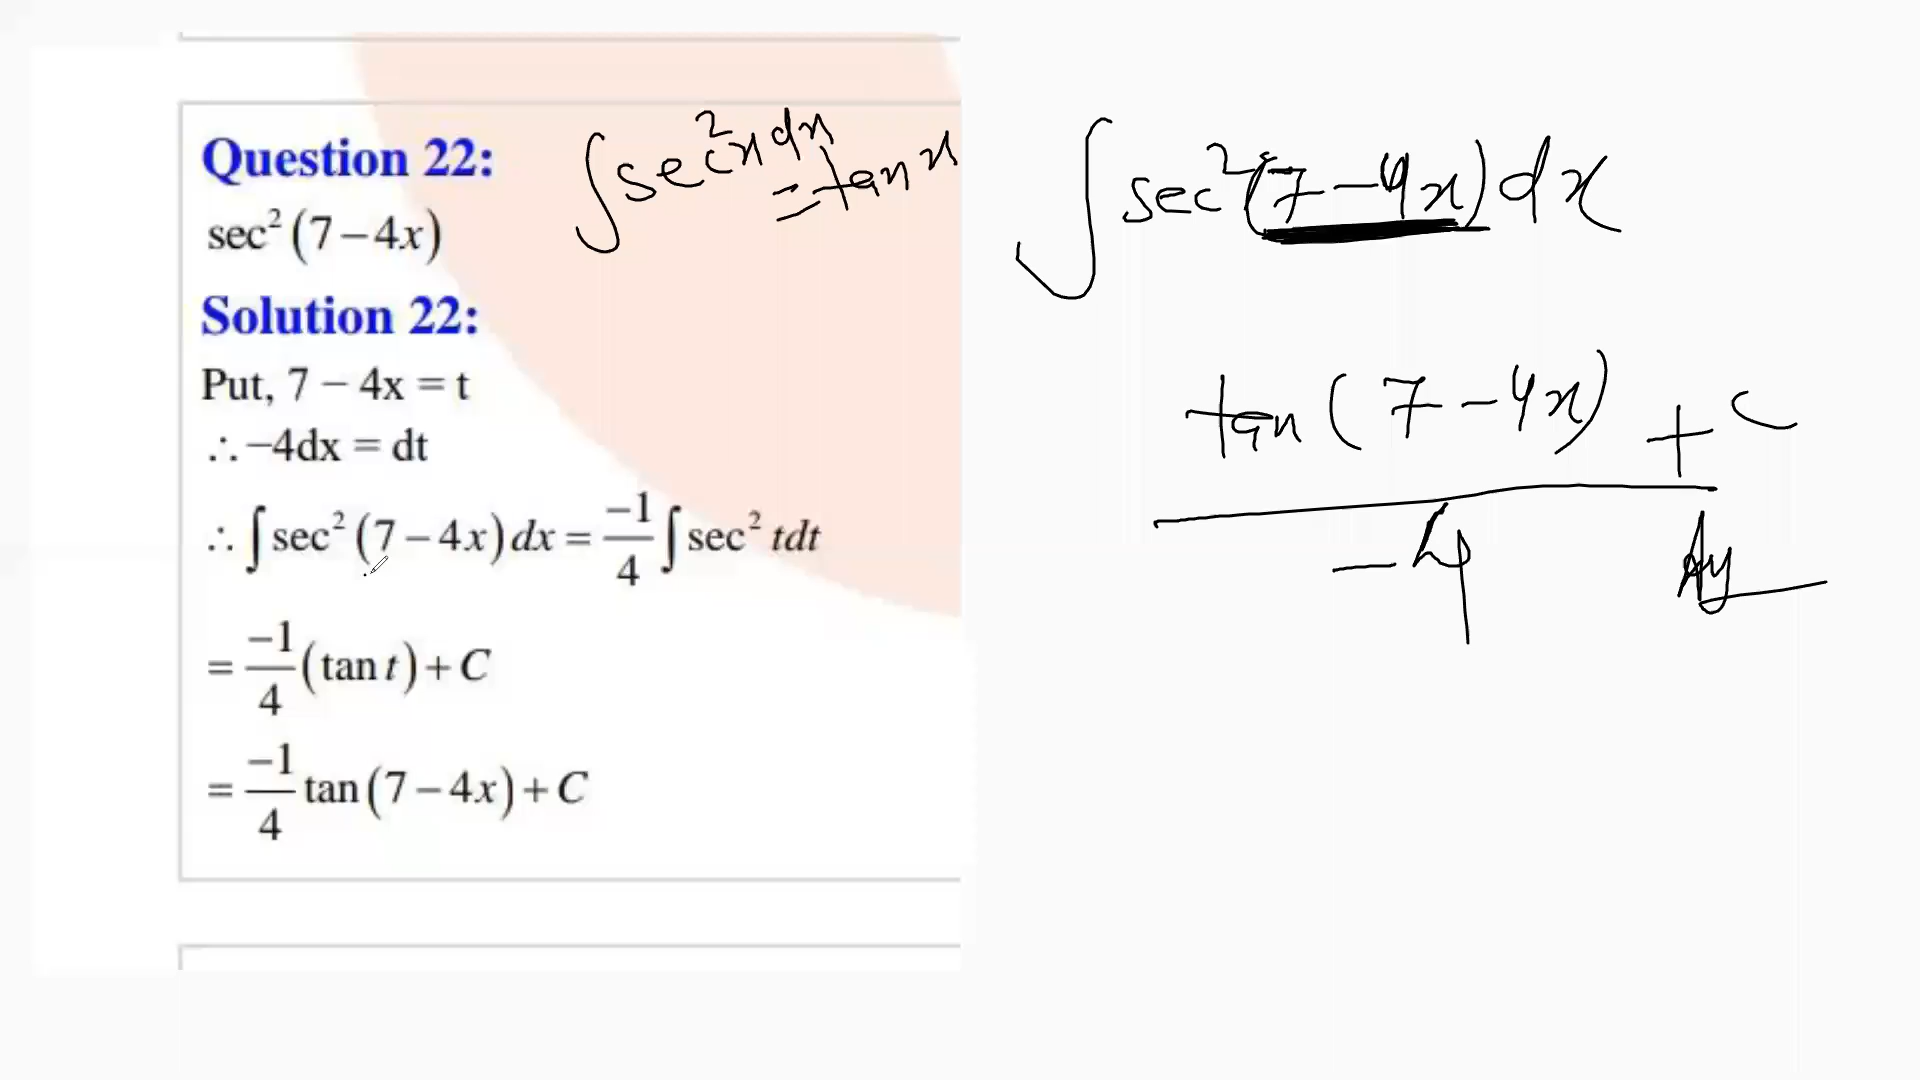 Question 22:
sec² (7 – 4x)
Solution 22:
Put, 7 – 4x = t
∴ –4dx = dt
∴ ∫ sec² (7 – 4x) dx = –1/4 ∫ sec² tdt
= –1/4 (tan t) + C
= –1/4 tan (7 – 4x) + C
∫ sec² x dx
= tan x
∫ sec² (7 – 4x) dx
tan (7 – 4x) + C
– 4